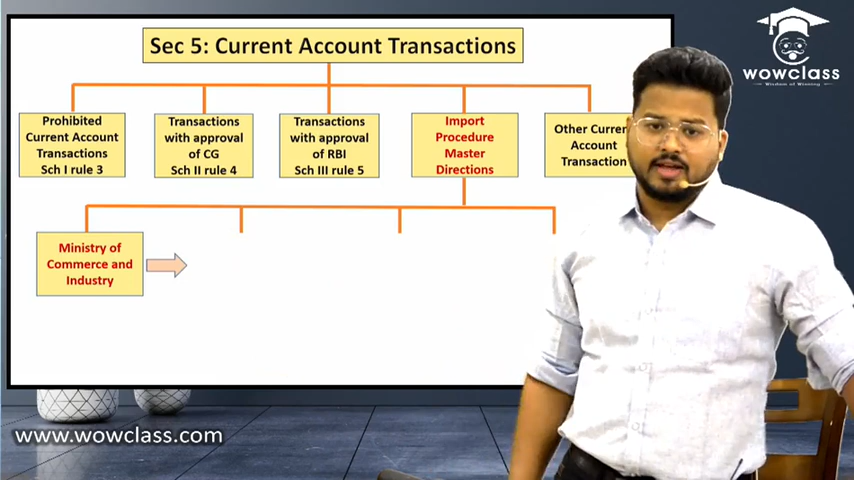 Sec 5: Current Account Transactions
Prohibited
Current Account
Transactions
Sch I rule 3
Transactions
with approval
of CG
Sch II rule 4
Transactions
with approval
of RBI
Sch III rule 5
Import
Procedure
Master
Directions
Other Curren
Account
Transaction
Ministry of
Commerce and
Industry
wowclass
Wisdom of Winning
www.wowclass.com